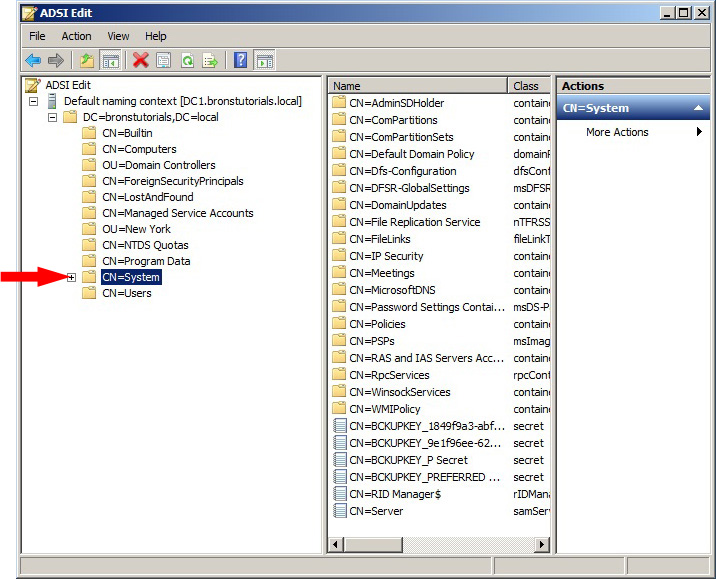 ADSI Edit
File Action View Help
ADSI Edit
Default naming context [DC1.bronstutorials.local]
DC=bronstutorials,DC=local
CN=Builtin
CN=Computers
OU=Domain Controllers
CN=ForeignSecurityPrincipals
CN=LostAndFound
CN=Managed Service Accounts
OU=New York
CN=NTDS Quotas
CN=Program Data
CN=System
CN=Users
Name Class
CN=AdminSDHolder containe
CN=ComPartitions containe
CN=ComPartitionSets containe
CN=Default Domain Policy domainP
CN=Dfs-Configuration dfsConf
CN=DFSR-GlobalSettings msDFSR
CN=DomainUpdates containe
CN=File Replication Service nTFRSS
CN=FileLinks fileLinkT
CN=IP Security containe
CN=Meetings containe
CN=MicrosoftDNS containe
CN=Password Settings Contai... msDS-P
CN=Policies containe
CN=PSPs msImag
CN=RAS and IAS Servers Acc... containe
CN=RpcServices rpcCont
CN=WinsockServices containe
CN=WMIPolicy containe
CN=BCKUPKEY_1849f9a3-abf... secret
CN=BCKUPKEY_9e1f96ee-62... secret
CN=BCKUPKEY_P Secret secret
CN=BCKUPKEY_PREFERRED ... secret
CN=RID Manager$ rIDMana
CN=Server samServ
Actions
CN=System
More Actions